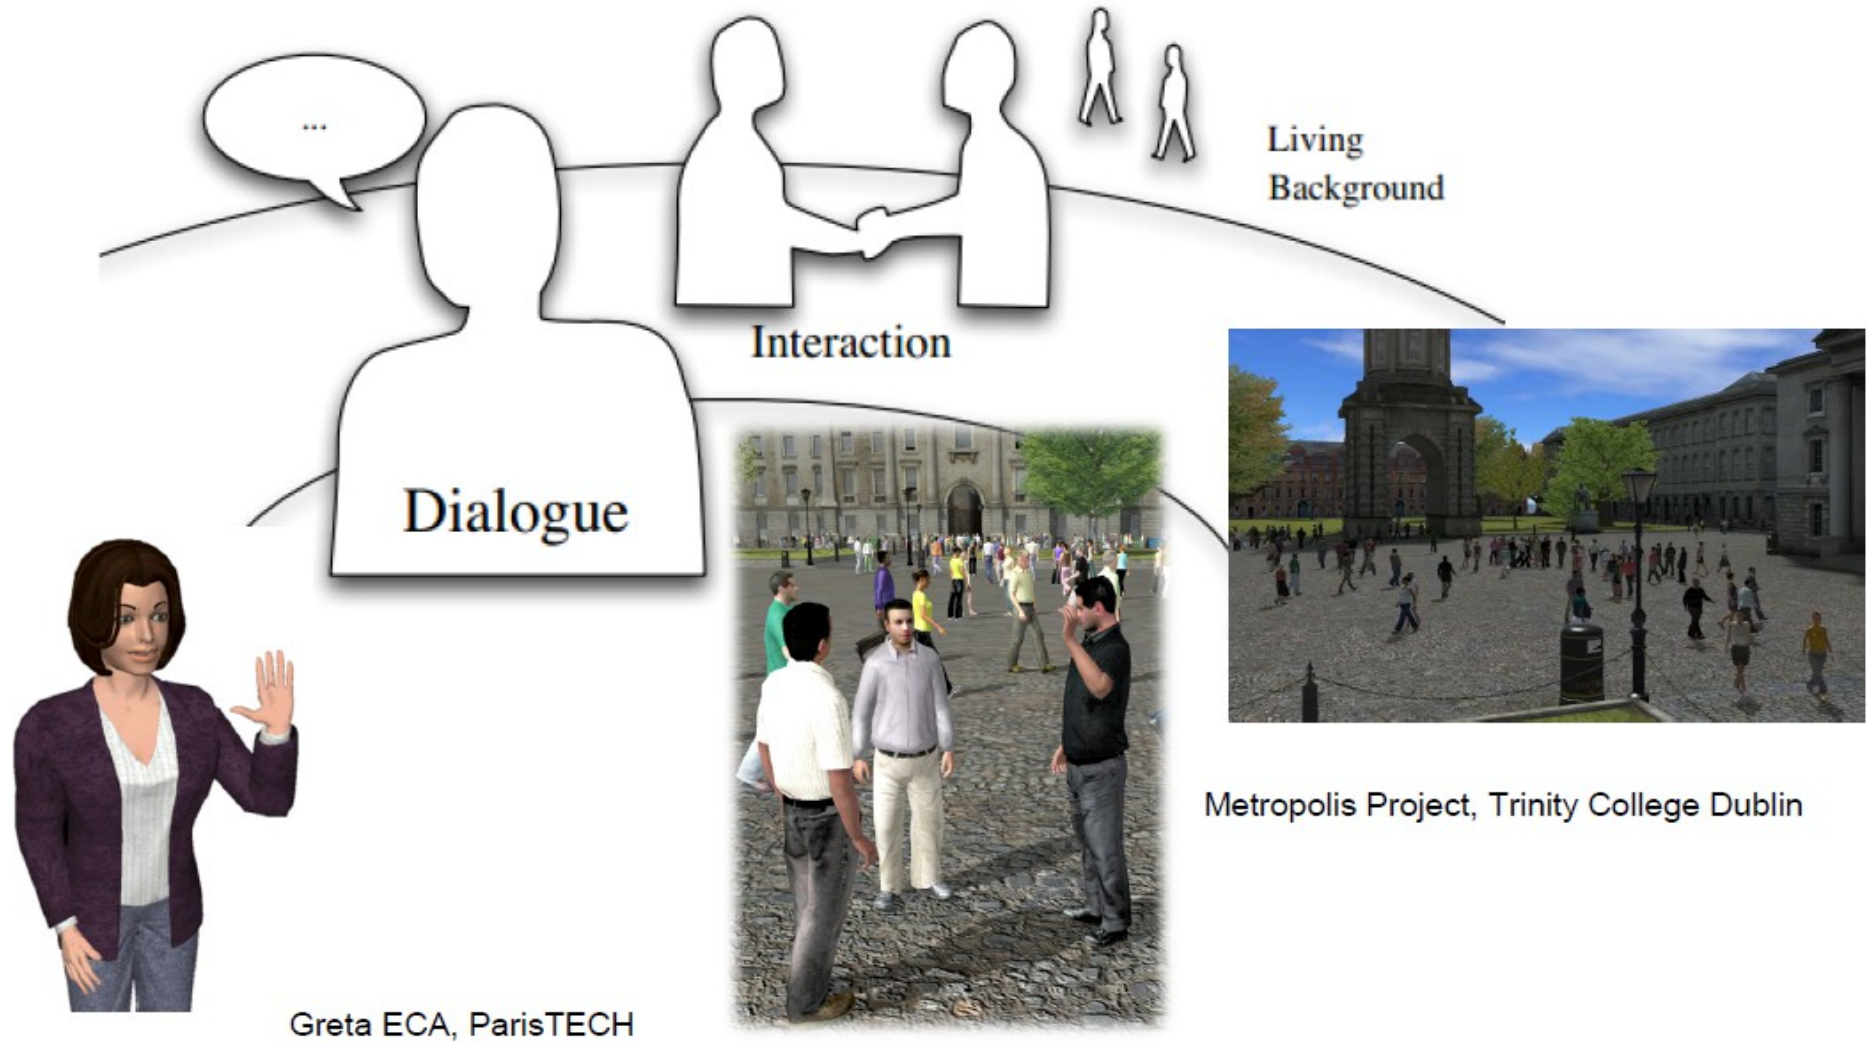 ...
Living
Background
Interaction
Dialogue
Metropolis Project, Trinity College Dublin
Greta ECA, ParisTECH